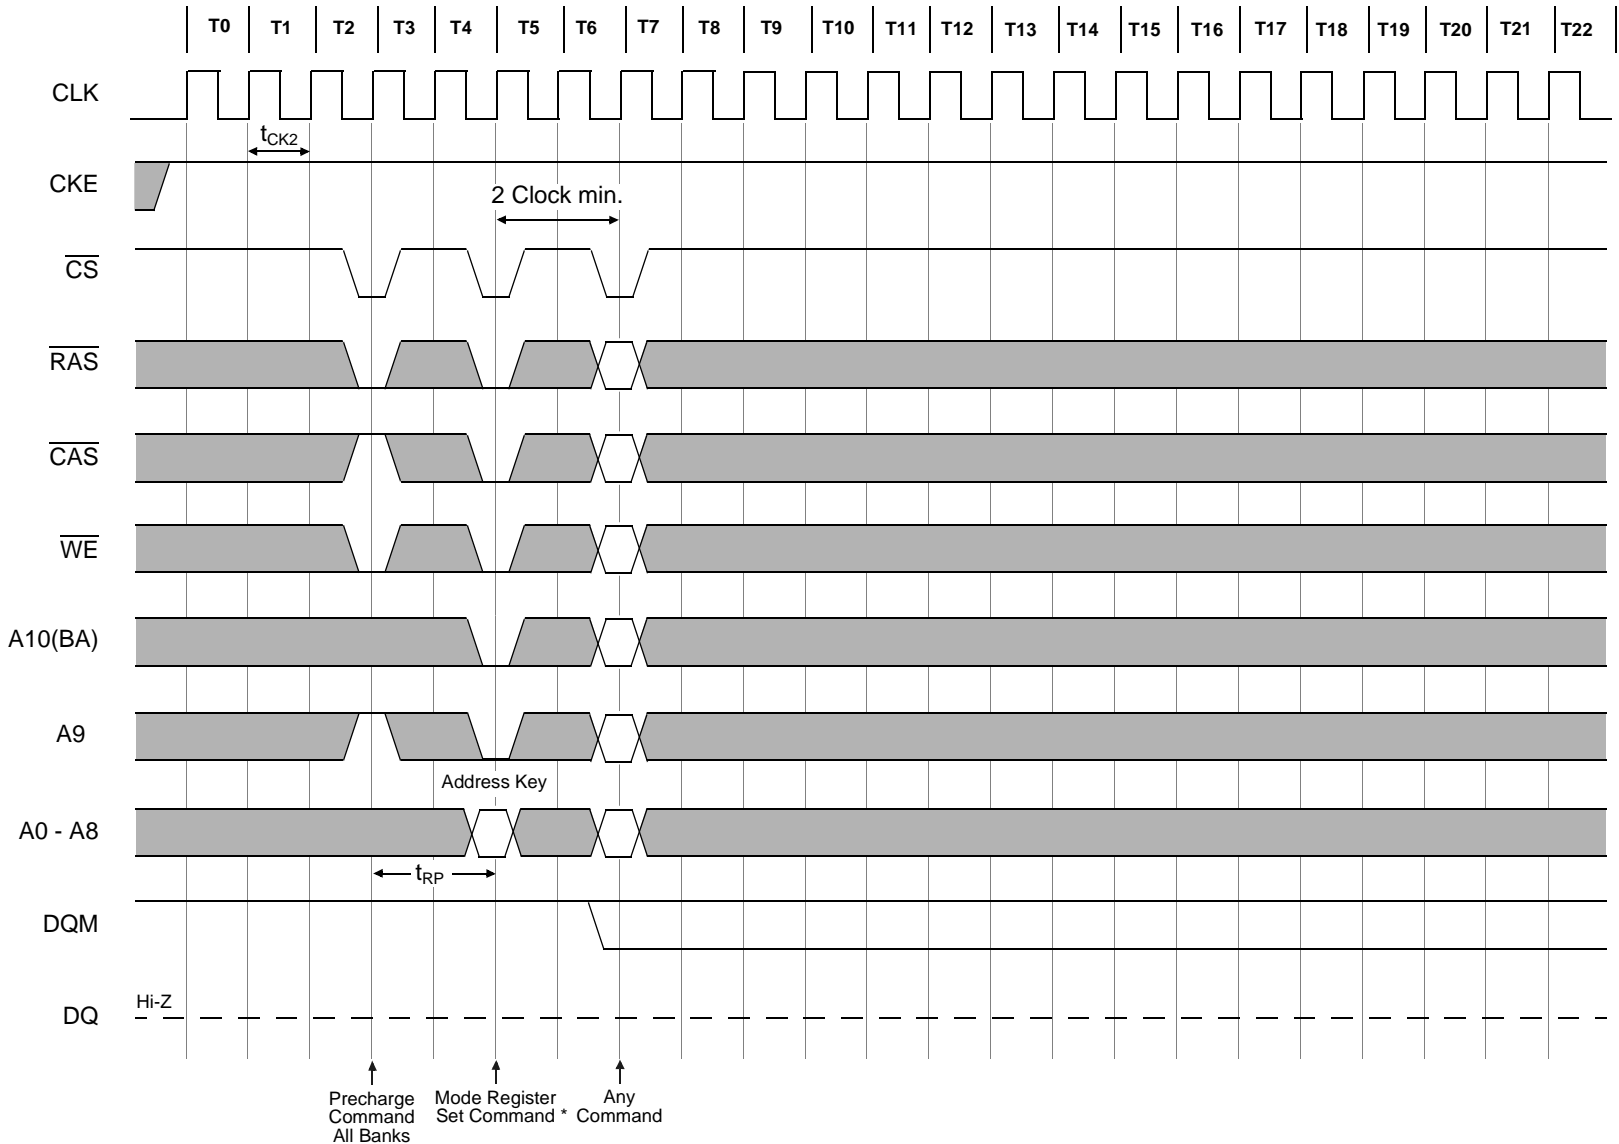 T0 T1 T2 T3 T4 T5 T6 T7 T8 T9 T10 T11 T12 T13 T14 T15 T16 T17 T18 T19 T20 T21 T22
CLK
tCK2
CKE
2 Clock min.
CS
RAS
CAS
WE
A10(BA)
A9
Address Key
A0 - A8
tRP
DQM
Hi-Z
DQ
Precharge
Command
All Banks
Mode Register
Set Command *
Any
Command